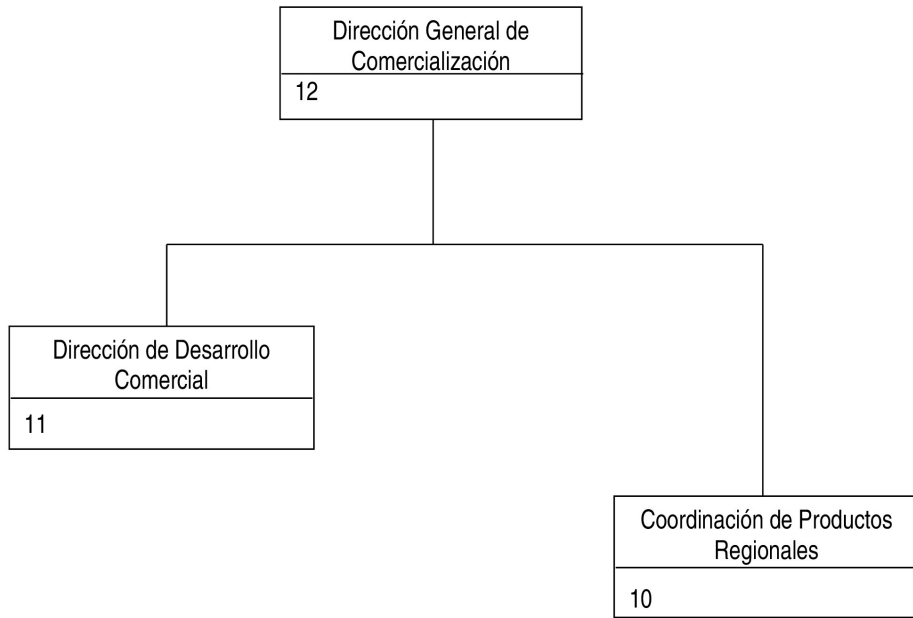 Dirección General de
Comercialización
12
Dirección de Desarrollo
Comercial
11
Coordinación de Productos
Regionales
10